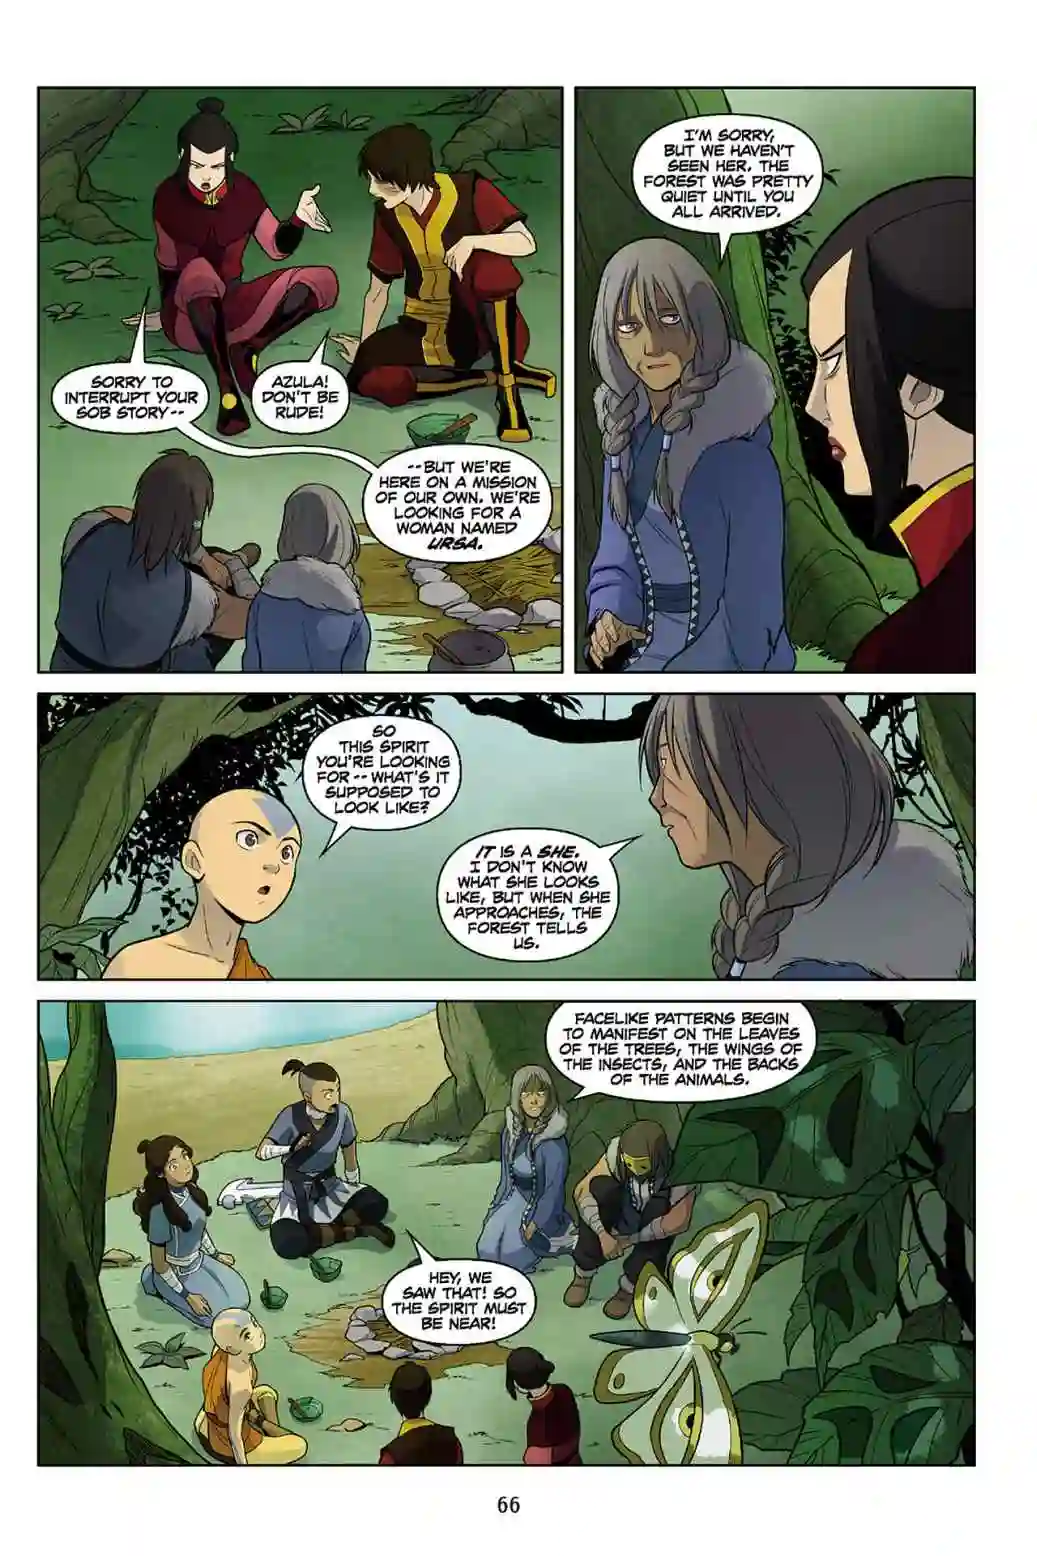 SORRY TO
INTERRUPT YOUR
SOB STORY--
AZULA!
DON'T BE
RUDE!
--BUT WE'RE
HERE ON A MISSION
OF OUR OWN. WE'RE
LOOKING FOR A
WOMAN NAMED
URSA.
I'M SORRY,
BUT WE HAVEN'T
SEEN HER. THE
FOREST WAS PRETTY
QUIET UNTIL YOU
ALL ARRIVED.
SO
THIS SPIRIT
YOU'RE LOOKING
FOR -- WHAT'S IT
SUPPOSED TO
LOOK LIKE?
IT IS A SHE.
I DON'T KNOW
WHAT SHE LOOKS
LIKE, BUT WHEN SHE
APPROACHES, THE
FOREST TELLS
US.
FACELIKE PATTERNS BEGIN
TO MANIFEST ON THE LEAVES
OF THE TREES, THE WINGS OF
THE INSECTS, AND THE BACKS
OF THE ANIMALS.
HEY, WE
SAW THAT! SO
THE SPIRIT MUST
BE NEAR!
66